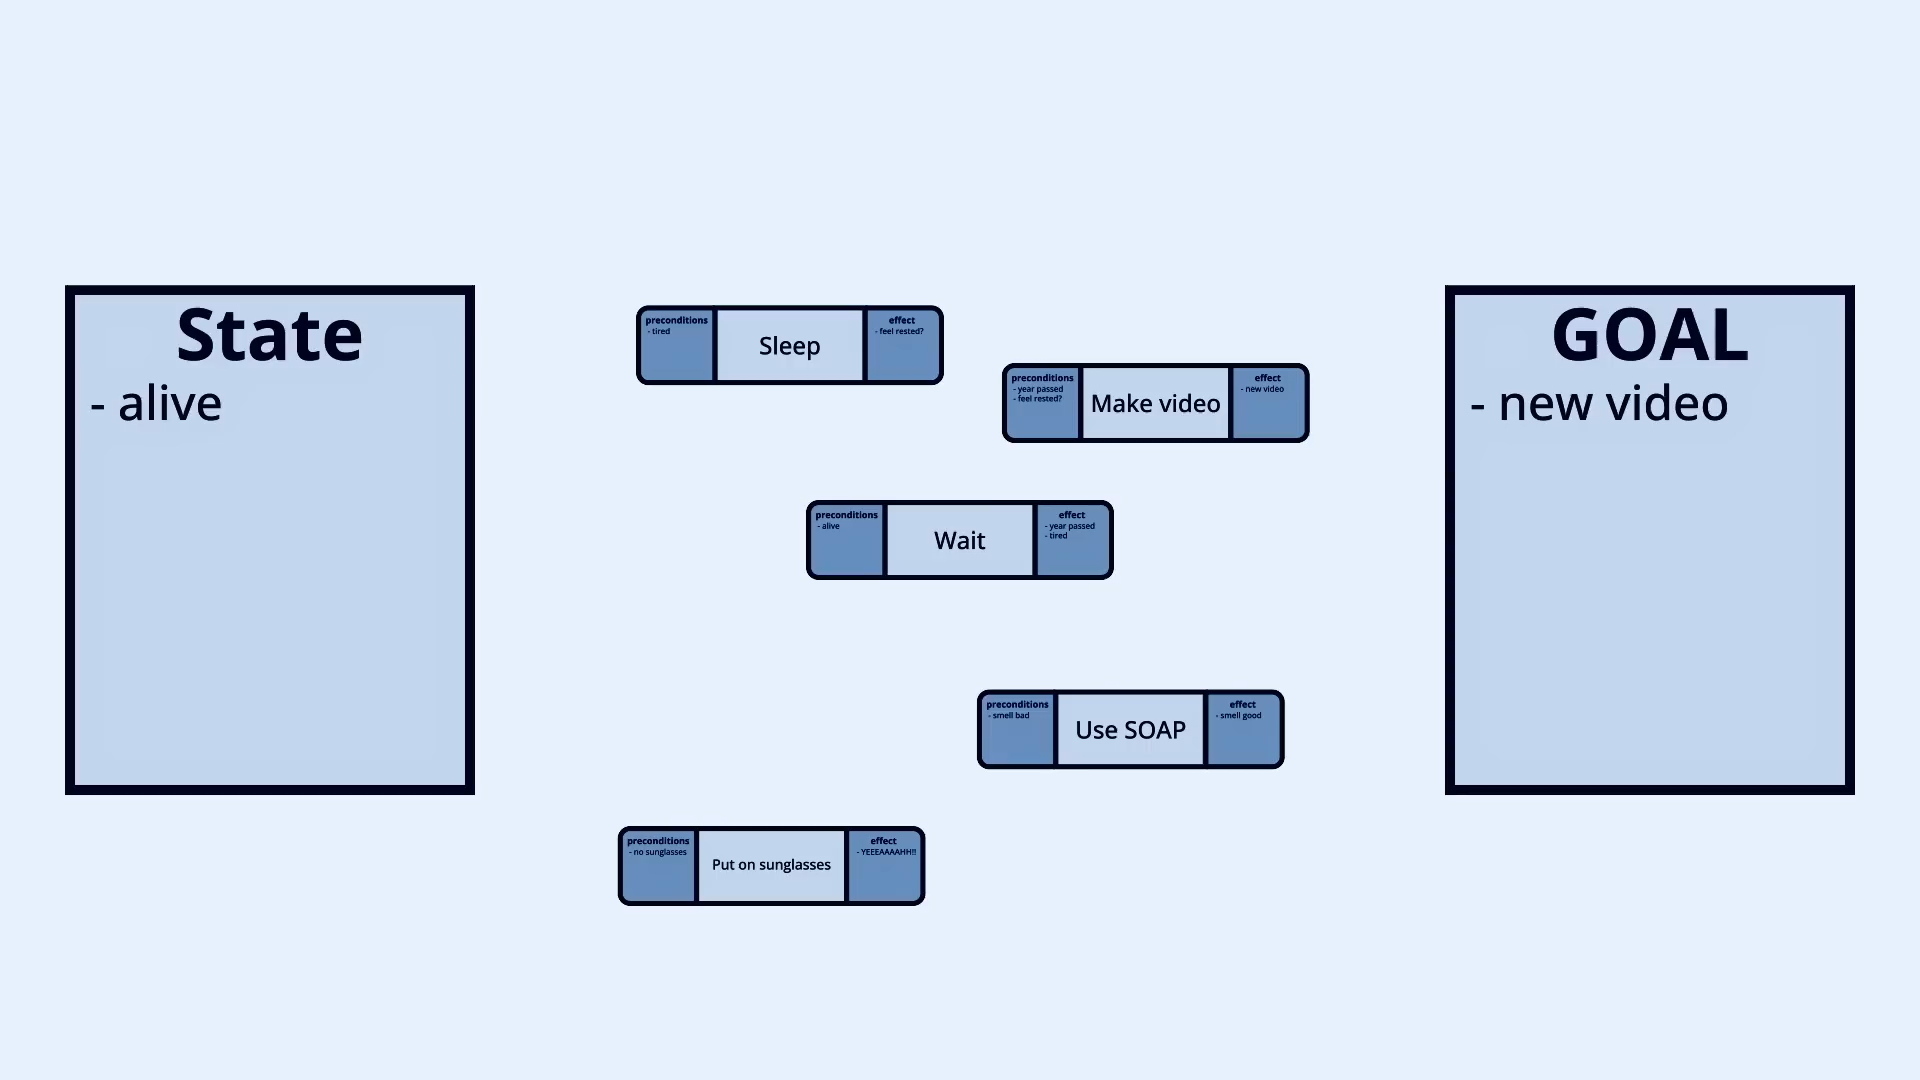 State
- alive
preconditions
- tired
Sleep
effect
- feel rested?
preconditions
- year passed
- feel rested?
Make video
effect
- new video
preconditions
- alive
Wait
effect
- year passed
- tired
preconditions
- smell bad
Use SOAP
effect
- smell good
preconditions
- no sunglasses
Put on sunglasses
effect
- YEEEAAAAHH!!
GOAL
- new video